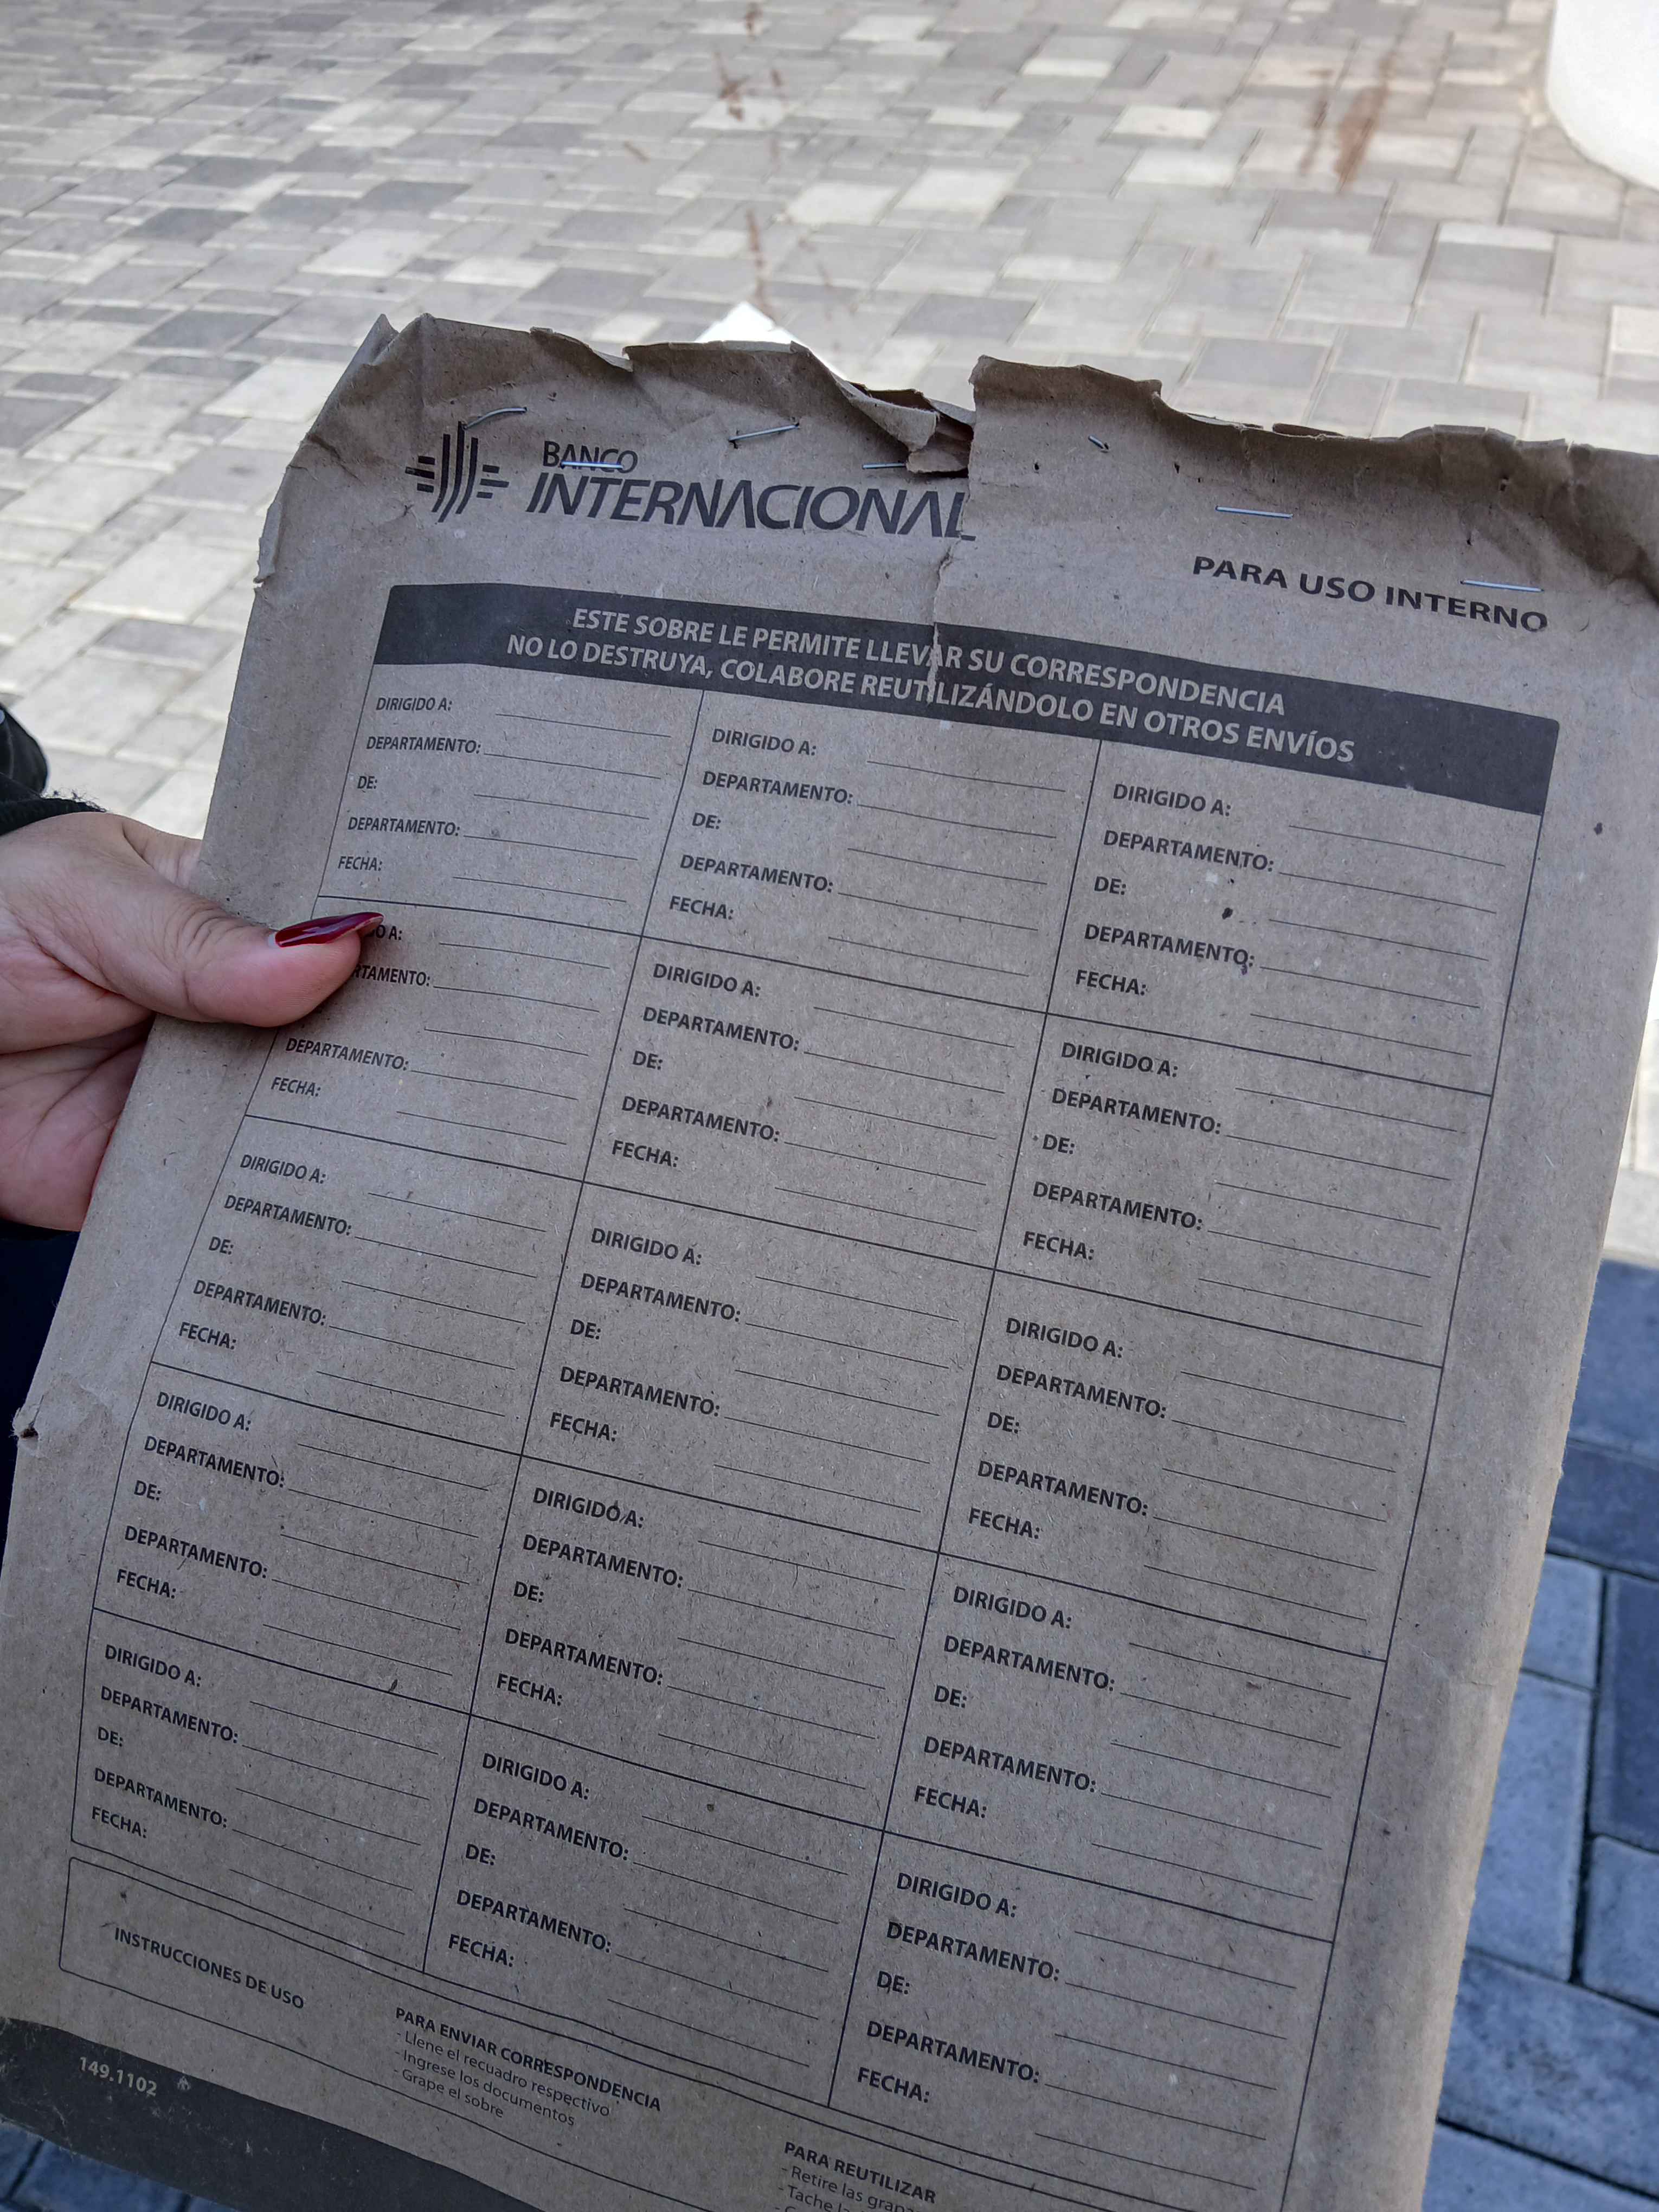 BANCO
INTERNACIONAL
PARA USO INTERNO
ESTE SOBRE LE PERMITE LLEVAR SU CORRESPONDENCIA
NO LO DESTRUYA, COLABORE REUTILIZÁNDOLO EN OTROS ENVÍOS
DIRIGIDO A:
DEPARTAMENTO:
DE:
DEPARTAMENTO:
FECHA:
DIRIGIDO A:
DEPARTAMENTO:
DE:
DEPARTAMENTO:
FECHA:
DIRIGIDO A:
DEPARTAMENTO:
DE:
DEPARTAMENTO:
FECHA:
O A:
RTAMENTO:
DEPARTAMENTO:
FECHA:
DIRIGIDO A:
DEPARTAMENTO:
DE:
DEPARTAMENTO:
FECHA:
DIRIGIDO A:
DEPARTAMENTO:
DE:
DEPARTAMENTO:
FECHA:
DIRIGIDO A:
DEPARTAMENTO:
DE:
DEPARTAMENTO:
FECHA:
DIRIGIDO A:
DEPARTAMENTO:
DE:
DEPARTAMENTO:
FECHA:
DIRIGIDO A:
DEPARTAMENTO:
DE:
DEPARTAMENTO:
FECHA:
DIRIGIDO A:
DEPARTAMENTO:
DE:
DEPARTAMENTO:
FECHA:
DIRIGIDO A:
DEPARTAMENTO:
DE:
DEPARTAMENTO:
FECHA:
DIRIGIDO A:
DEPARTAMENTO:
DE:
DEPARTAMENTO:
FECHA:
DIRIGIDO A:
DEPARTAMENTO:
DE:
DEPARTAMENTO:
FECHA:
DIRIGIDO A:
DEPARTAMENTO:
DE:
DEPARTAMENTO:
FECHA:
DIRIGIDO A:
DEPARTAMENTO:
DE:
DEPARTAMENTO:
FECHA:
INSTRUCCIONES DE USO
PARA ENVIAR CORRESPONDENCIA
- Llene el recuadro respectivo
- Ingrese los documentos
- Grape el sobre
PARA REUTILIZAR
- Retire las grap
- Tache l
149.1102